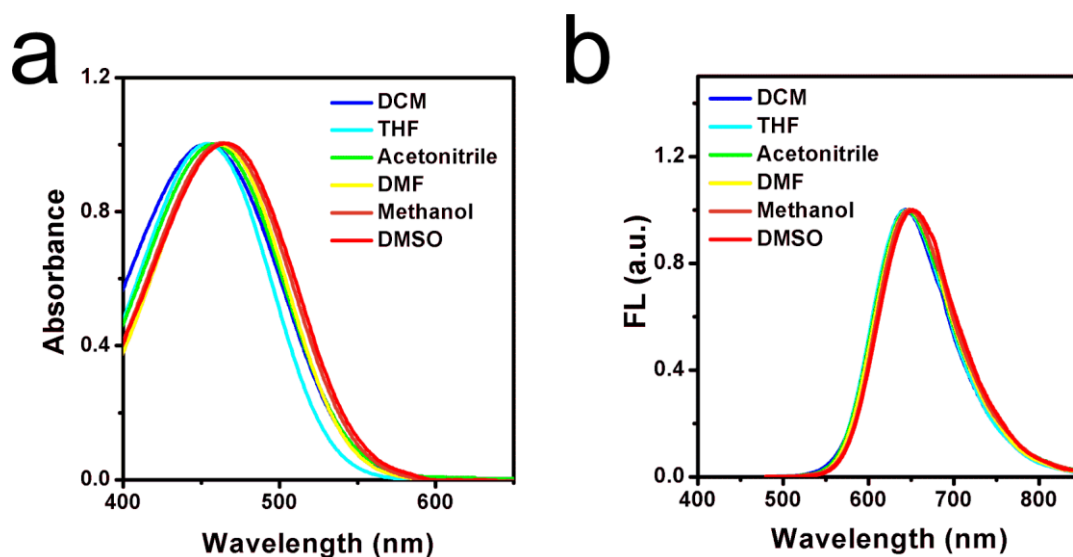 a
1.2
0.8
0.4
0.0
Absorbance
400
500
600
Wavelength (nm)
DCM
THF
Acetonitrile
DMF
Methanol
DMSO
b
1.2
0.8
0.4
0.0
FL (a.u.)
400
500
600
700
800
Wavelength (nm)
DCM
THF
Acetonitrile
DMF
Methanol
DMSO